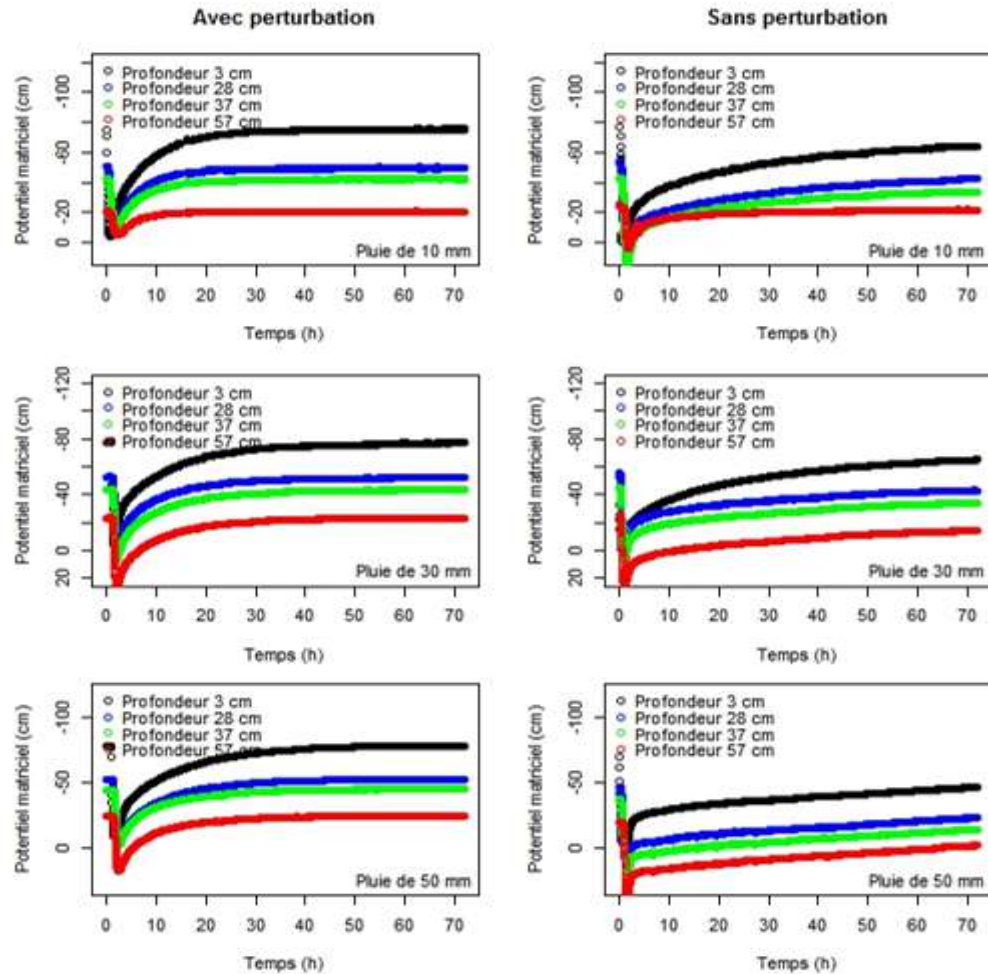 Avec perturbation
Sans perturbation
Potentiel matriciel (cm)
-100
-60
-20
0
Profondeur 3 cm
Profondeur 28 cm
Profondeur 37 cm
Profondeur 57 cm
Pluie de 10 mm
0 10 20 30 40 50 60 70
Temps (h)
Potentiel matriciel (cm)
-100
-60
-20
0
Profondeur 3 cm
Profondeur 28 cm
Profondeur 37 cm
Profondeur 57 cm
Pluie de 10 mm
0 10 20 30 40 50 60 70
Temps (h)
Potentiel matriciel (cm)
-120
-80
-40
0
20
Profondeur 3 cm
Profondeur 28 cm
Profondeur 37 cm
Profondeur 57 cm
Pluie de 30 mm
0 10 20 30 40 50 60 70
Temps (h)
Potentiel matriciel (cm)
-120
-80
-40
0
20
Profondeur 3 cm
Profondeur 28 cm
Profondeur 37 cm
Profondeur 57 cm
Pluie de 30 mm
0 10 20 30 40 50 60 70
Temps (h)
Potentiel matriciel (cm)
-100
-50
0
Profondeur 3 cm
Profondeur 28 cm
Profondeur 37 cm
Profondeur 57 cm
Pluie de 50 mm
0 10 20 30 40 50 60 70
Temps (h)
Potentiel matriciel (cm)
-100
-50
0
Profondeur 3 cm
Profondeur 28 cm
Profondeur 37 cm
Profondeur 57 cm
Pluie de 50 mm
0 10 20 30 40 50 60 70
Temps (h)